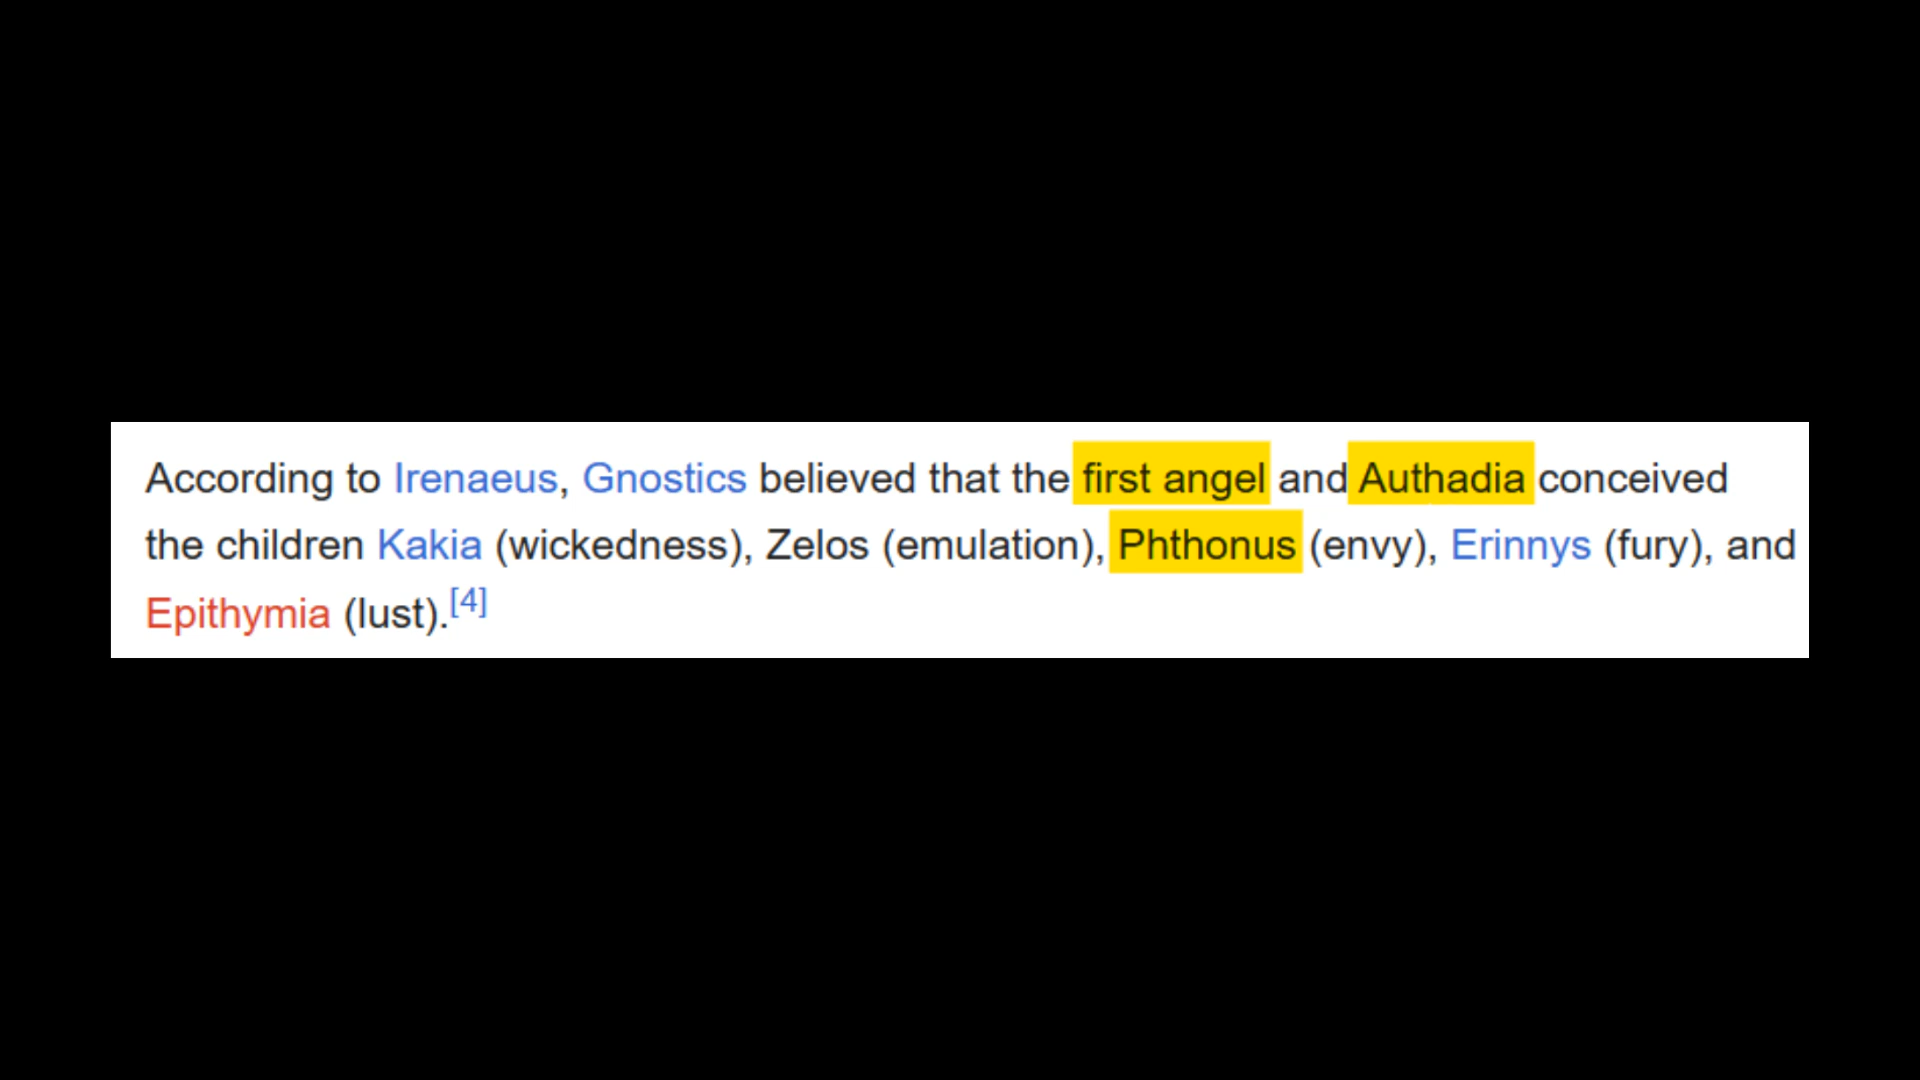 According to Irenaeus, Gnostics believed that the first angel and Authadia conceived
the children Kakia (wickedness), Zelos (emulation), Phthonus (envy), Erinnys (fury), and
Epithymia (lust).[4]